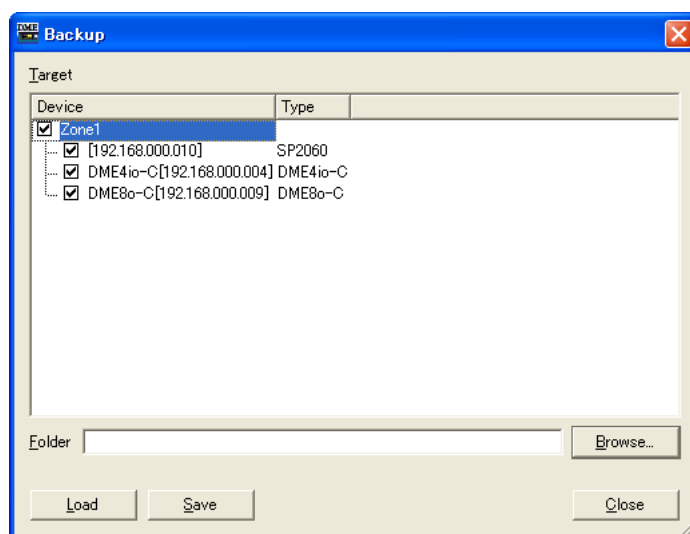 DME Backup
Target
Device Type
Zone1
[192.168.000.010] SP2060
DME4io-C[192.168.000.004] DME4io-C
DME8o-C[192.168.000.009] DME8o-C
Folder Browse...
Load Save Close